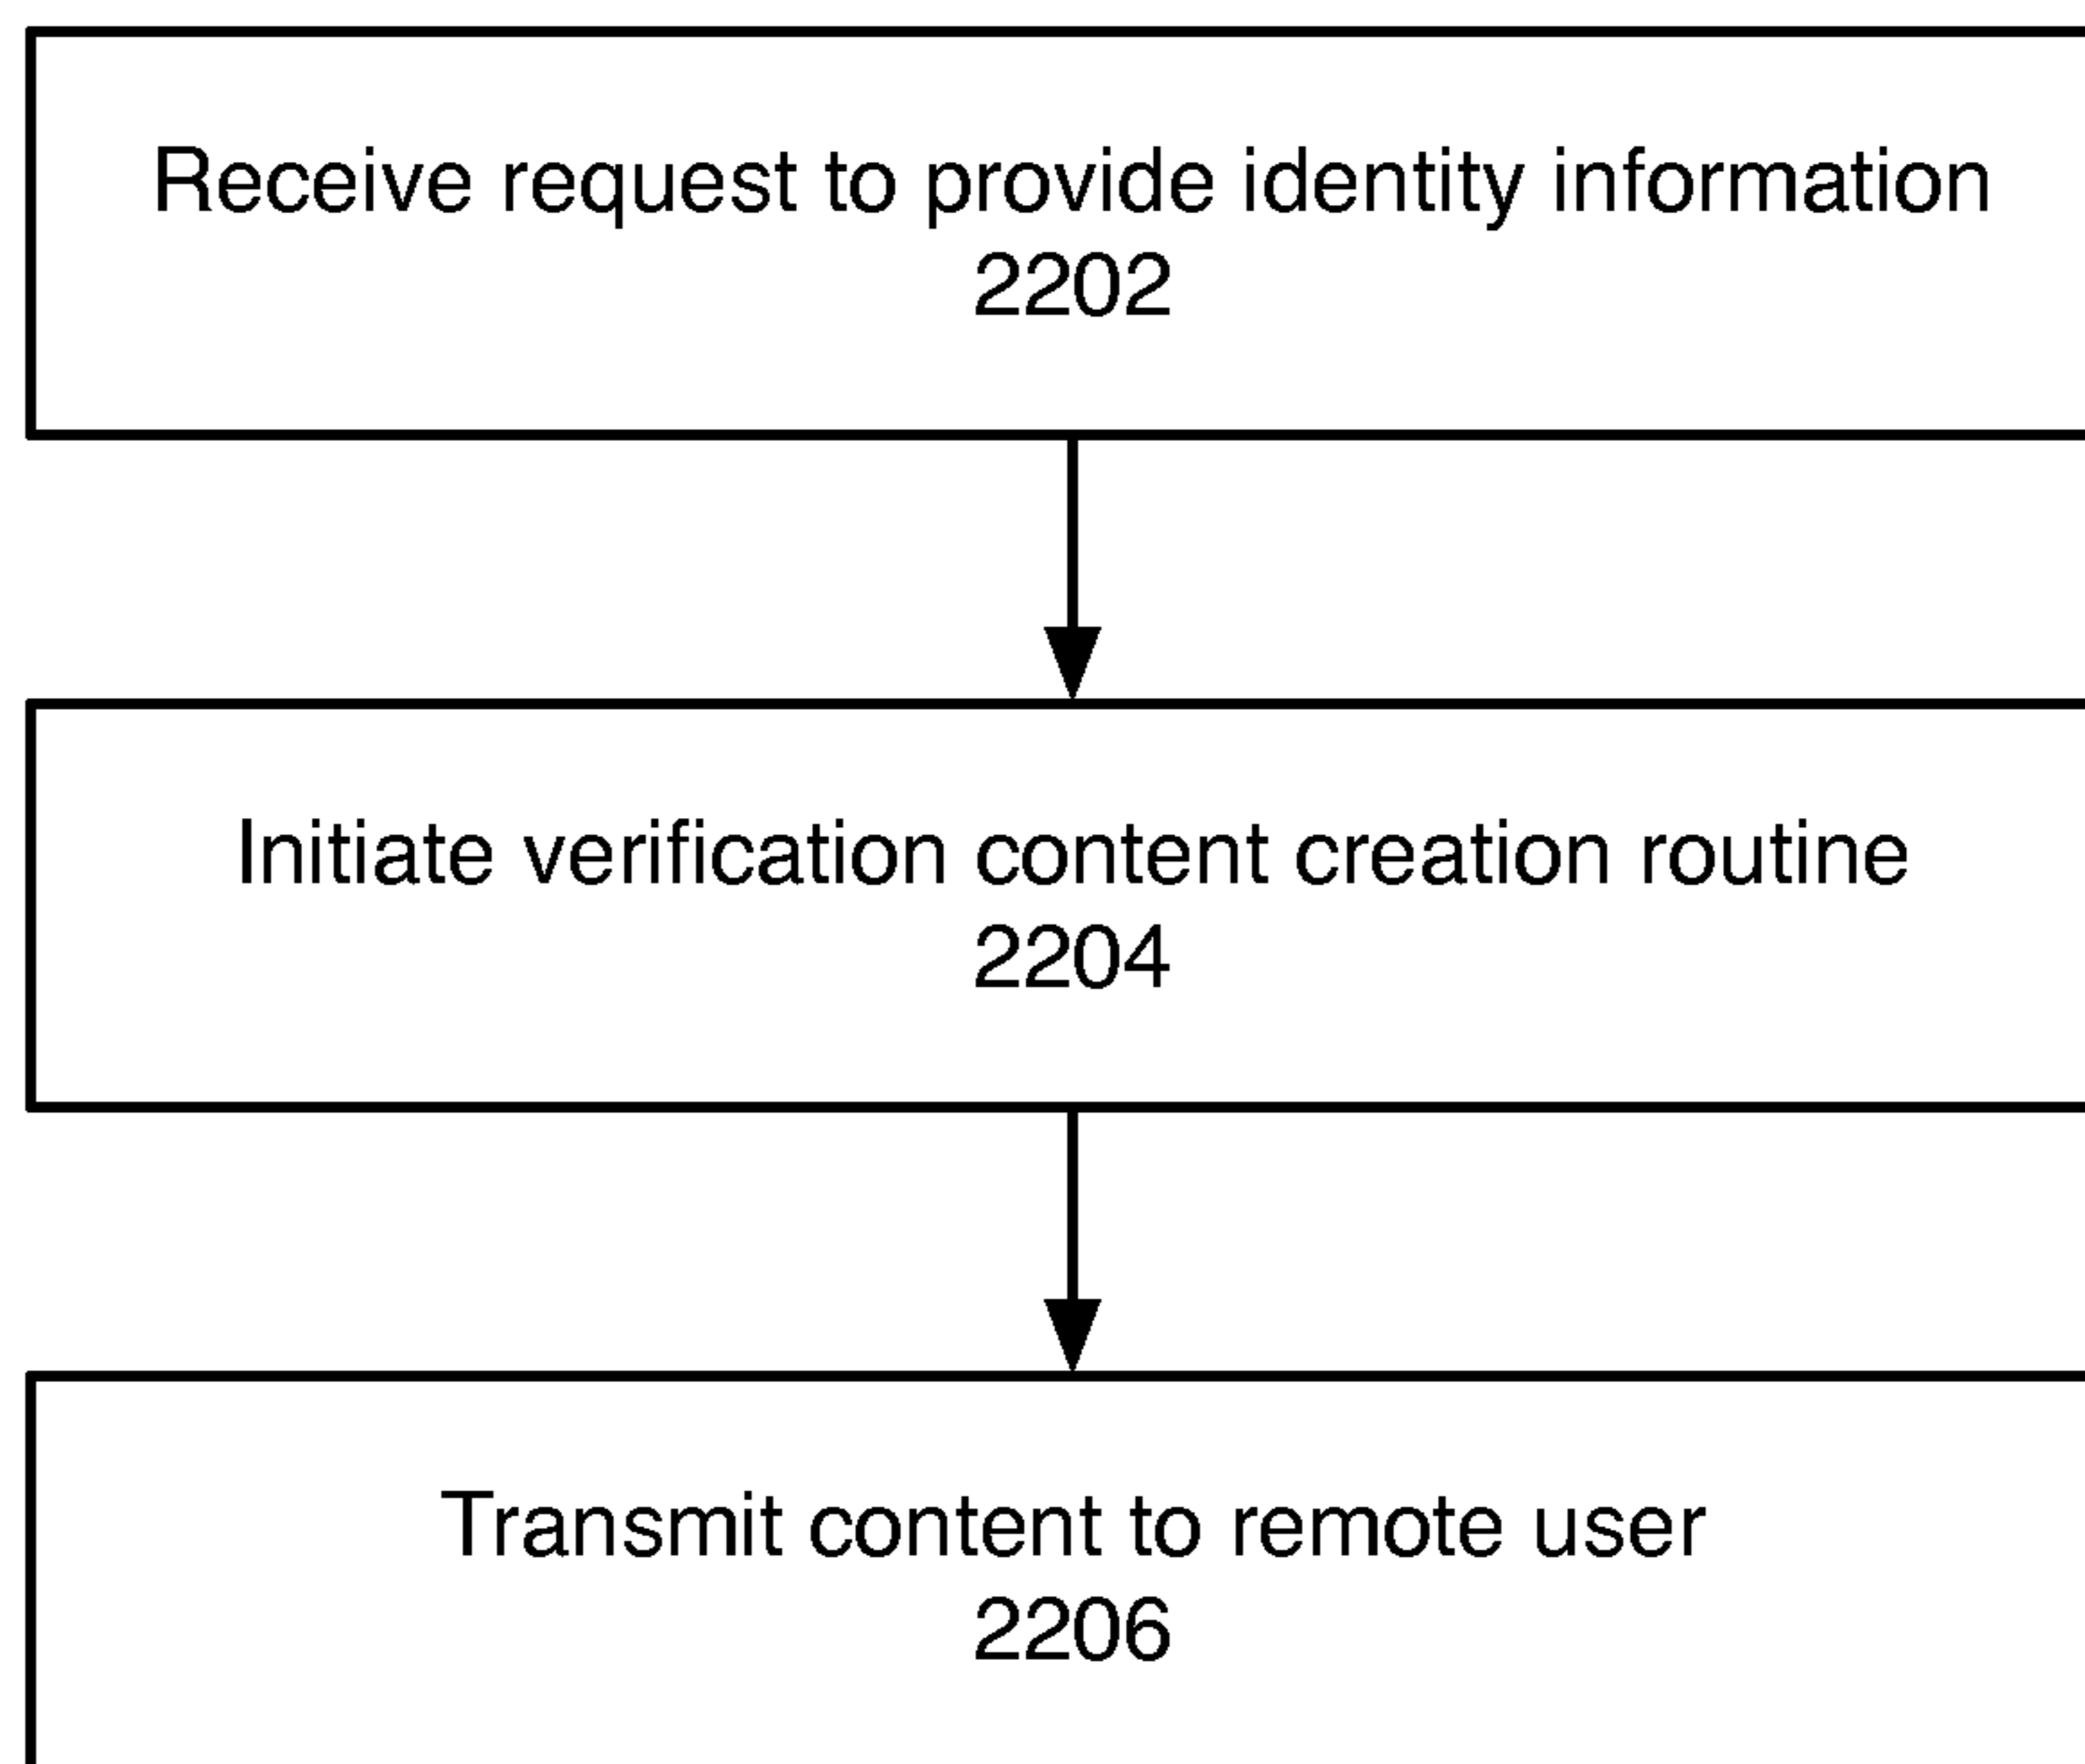 Receive request to provide identity information
2202
Initiate verification content creation routine
2204
Transmit content to remote user
2206